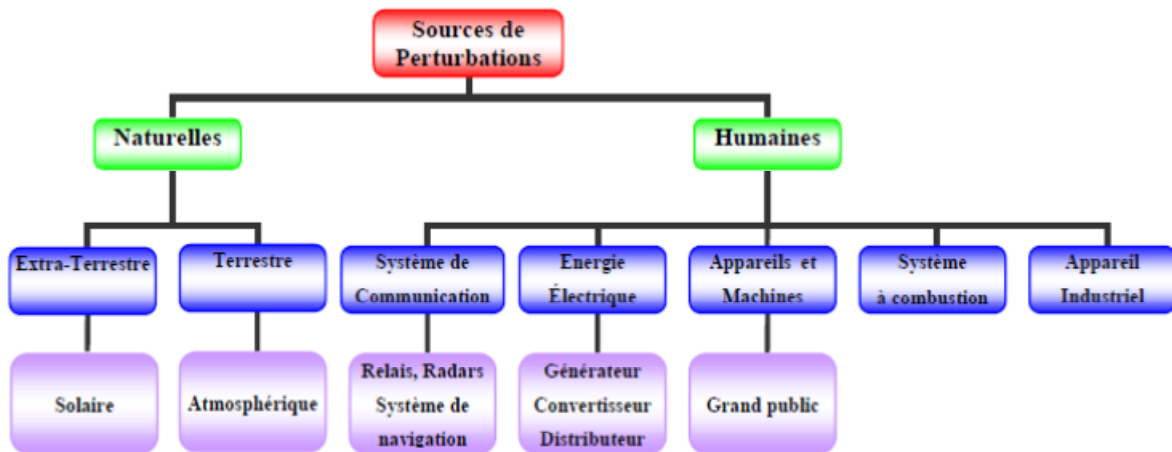 Sources de
Perturbations
Naturelles
Humaines
Extra-Terrestre
Terrestre
Système de
Communication
Energie
Électrique
Appareils et
Machines
Système
à combustion
Appareil
Industriel
Solaire
Atmosphérique
Relais, Radars
Système de
navigation
Générateur
Convertisseur
Distributeur
Grand public